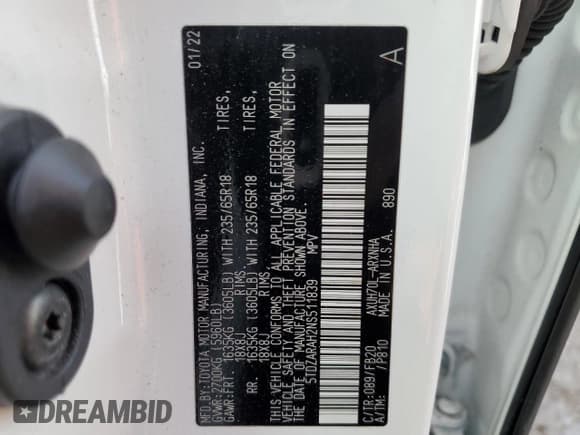 MFD.BY:TOYOTA MOTOR MANUFACTURING, INDIANA, INC. 01/22
GVWR:2700KG (5960LB)
GAWR:FRT. 1635KG (3605LB) WITH 235/65R18 TIRES,
18X8J RIMS,
RR. 1635KG (3605LB) WITH 235/65R18 TIRES,
18X8J RIMS.
THIS VEHICLE CONFORMS TO ALL APPLICABLE FEDERAL MOTOR
VEHICLE SAFETY AND THEFT PREVENTION STANDARDS IN EFFECT ON
THE DATE OF MANUFACTURE SHOWN ABOVE.
5TDZARAH2NS511839 MPV
C/TR:089/FB20 AXUH70L-ARXNHA
A/TM: /P810 MADE IN U.S.A. 890
A
DREAMBID